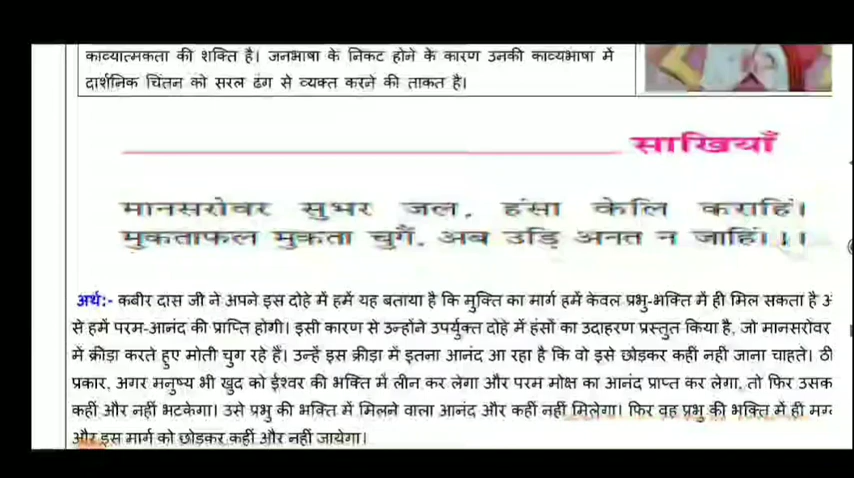 काव्यात्मकता की शक्ति है। जनभाषा के निकट होने के कारण उनकी काव्यभाषा में
दार्शनिक चिंतन को सरल ढंग से व्यक्त करने की ताकत है।
साखियाँ
मानसरोवर सुभर जल, हंसा केलि कराहिं।
मुकताफल मुकता चुगैं, अब उड़ि अनत न जाहिं।।।
अर्थ:- कबीर दास जी ने अपने इस दोहे में हमें यह बताया है कि मुक्ति का मार्ग हमें केवल प्रभु-भक्ति में ही मिल सकता है
से हमें परम-आनंद की प्राप्ति होगी। इसी कारण से उन्होंने उपर्युक्त दोहे में हंसों का उदाहरण प्रस्तुत किया है, जो मानसरोवर
में क्रीड़ा करते हुए मोती चुग रहे हैं। उन्हें इस क्रीड़ा में इतना आनंद आ रहा है कि वो इसे छोड़कर कहीं नहीं जाना चाहते।
प्रकार, अगर मनुष्य भी खुद को ईश्वर की भक्ति में लीन कर लेगा और परम मोक्ष का आनंद प्राप्त कर लेगा, तो फिर उसक
कहीं और नहीं भटकेगा। उसे प्रभु की भक्ति में मिलने वाला आनंद और कहीं नहीं मिलेगा। फिर वह प्रभु की भक्ति में ही
और इस मार्ग को छोड़कर कहीं और नहीं जायेगा।